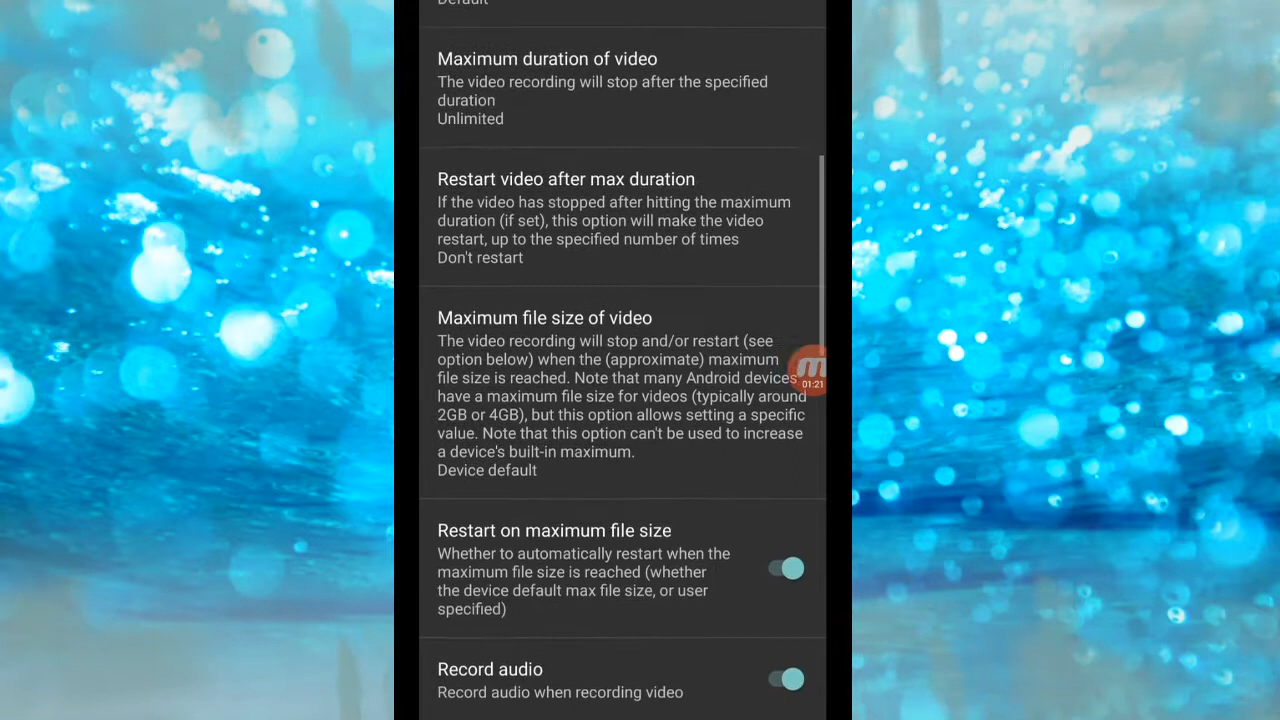 Default
Maximum duration of video
The video recording will stop after the specified
duration
Unlimited
Restart video after max duration
If the video has stopped after hitting the maximum
duration (if set), this option will make the video
restart, up to the specified number of times
Don't restart
Maximum file size of video
The video recording will stop and/or restart (see
option below) when the (approximate) maximum
file size is reached. Note that many Android devices
have a maximum file size for videos (typically around
2GB or 4GB), but this option allows setting a specific
value. Note that this option can't be used to increase
a device's built-in maximum.
Device default
01:21
Restart on maximum file size
Whether to automatically restart when the
maximum file size is reached (whether
the device default max file size, or user
specified)
Record audio
Record audio when recording video